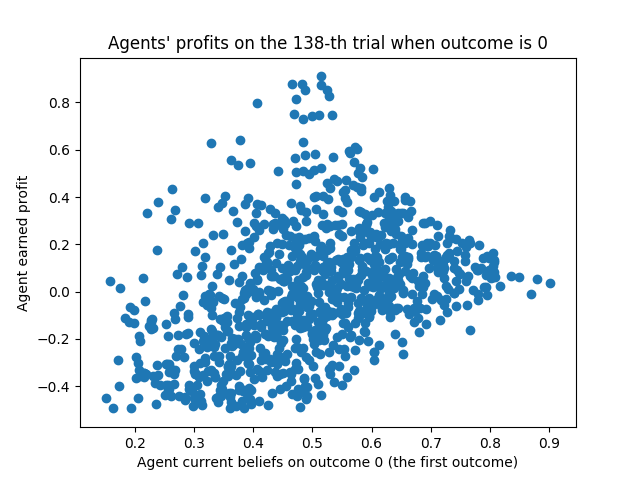 Agents' profits on the 138-th trial when outcome is 0
0.8
0.6
0.4
0.2
0.0
−0.2
−0.4
Agent earned profit
0.2 0.3 0.4 0.5 0.6 0.7 0.8 0.9
Agent current beliefs on outcome 0 (the first outcome)